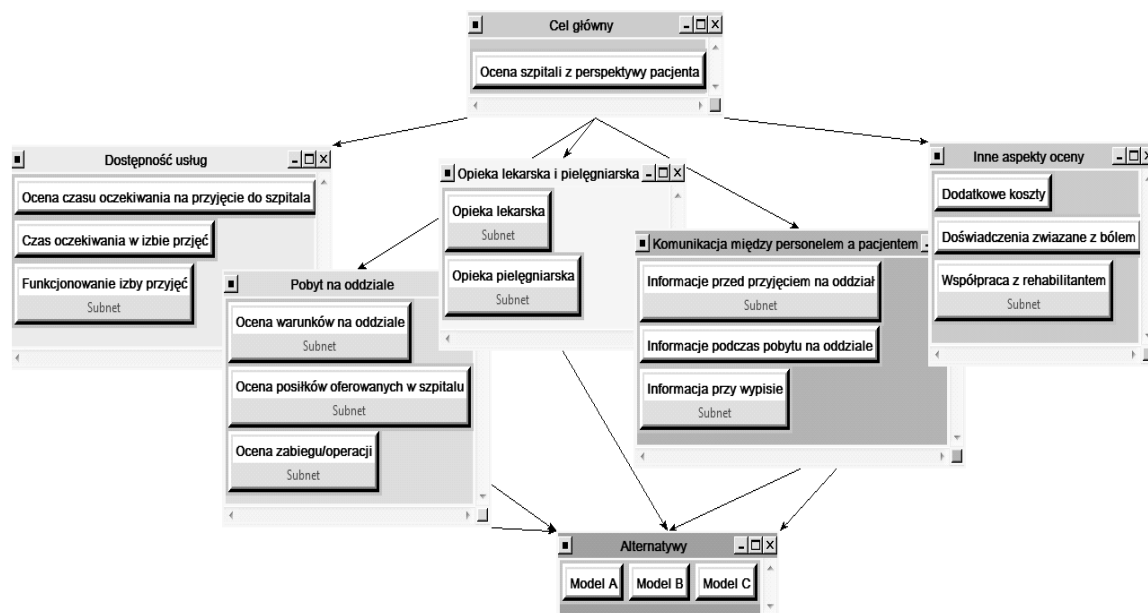 Cel główny
Ocena szpitali z perspektywy pacjenta
Dostępność usług
Ocena czasu oczekiwania na przyjęcie do szpitala
Czas oczekiwania w izbie przjęć
Funkcjonowanie izby przyjęć
Subnet
Pobyt na oddziale
Ocena warunków na oddziale
Subnet
Ocena posiłków oferowanych w szpitalu
Subnet
Ocena zabiegu/operacji
Subnet
Opieka lekarska i pielęgniarska
Opieka lekarska
Subnet
Opieka pielęgniarska
Subnet
Komunikacja między personelem a pacjentem
Informacje przed przyjęciem na oddział
Subnet
Informacje podczas pobytu na oddziale
Informacja przy wypisie
Subnet
Inne aspekty oceny
Dodatkowe koszty
Doświadczenia zwiazane z bólem
Współpraca z rehabilitantem
Subnet
Alternatywy
Model A Model B Model C